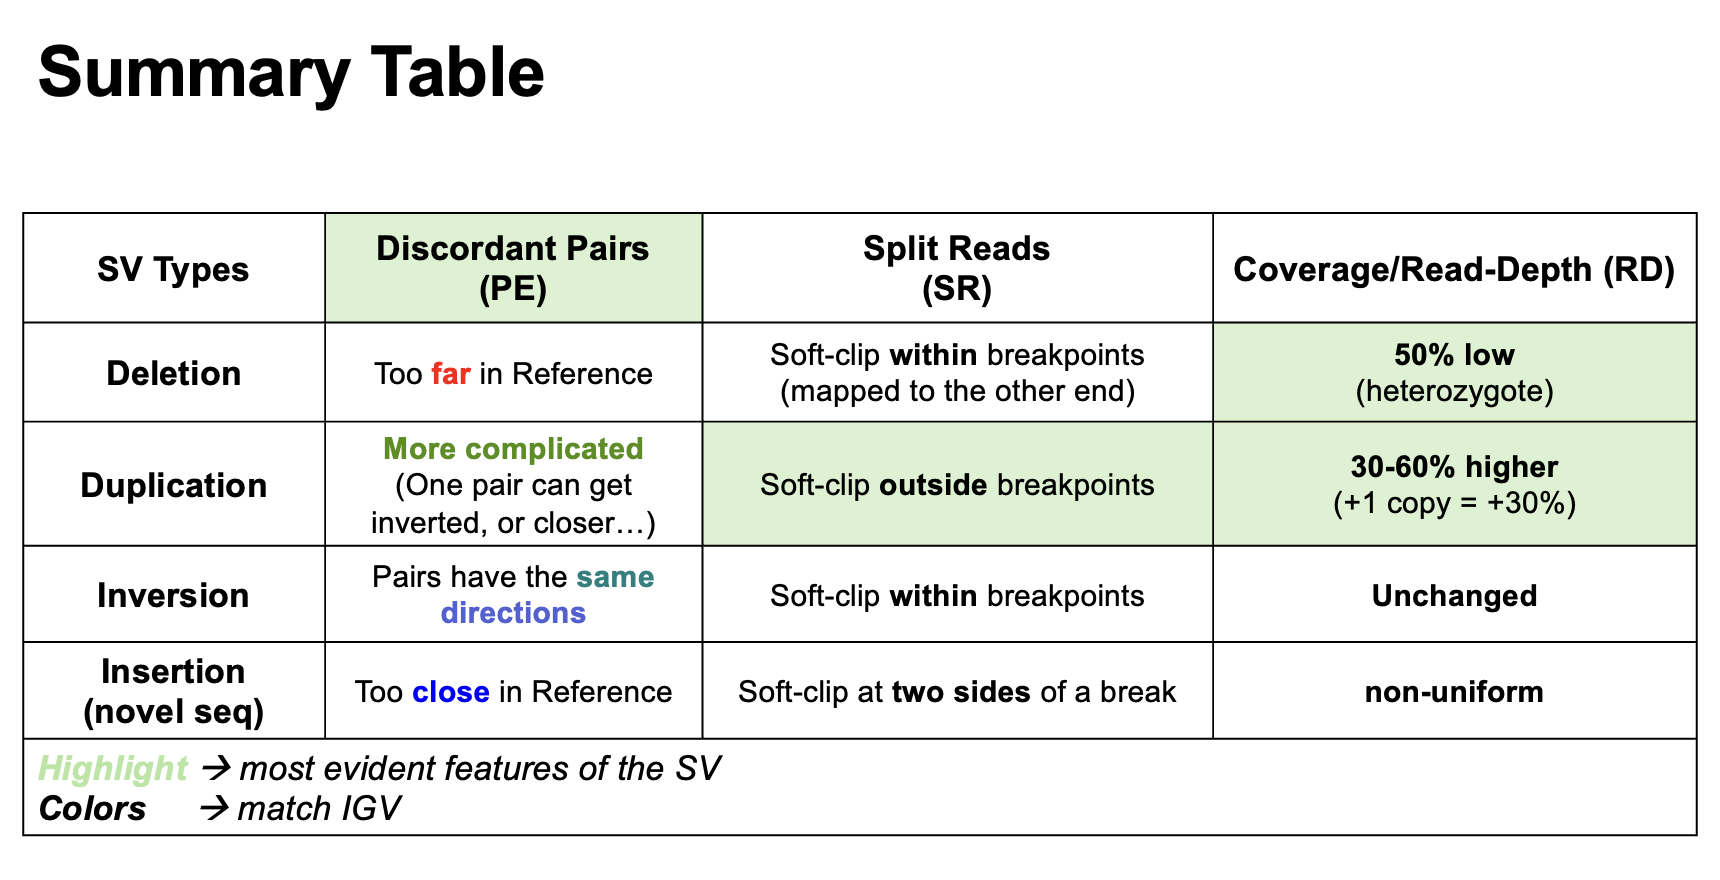 Summary Table
SV Types
Discordant Pairs
(PE)
Split Reads
(SR)
Coverage/Read-Depth (RD)
Deletion
Too far in Reference
Soft-clip within breakpoints
(mapped to the other end)
50% low
(heterozygote)
Duplication
More complicated
(One pair can get
inverted, or closer…)
Soft-clip outside breakpoints
30-60% higher
(+1 copy = +30%)
Inversion
Pairs have the same
directions
Soft-clip within breakpoints
Unchanged
Insertion
(novel seq)
Too close in Reference
Soft-clip at two sides of a break
non-uniform
Highlight → most evident features of the SV
Colors → match IGV